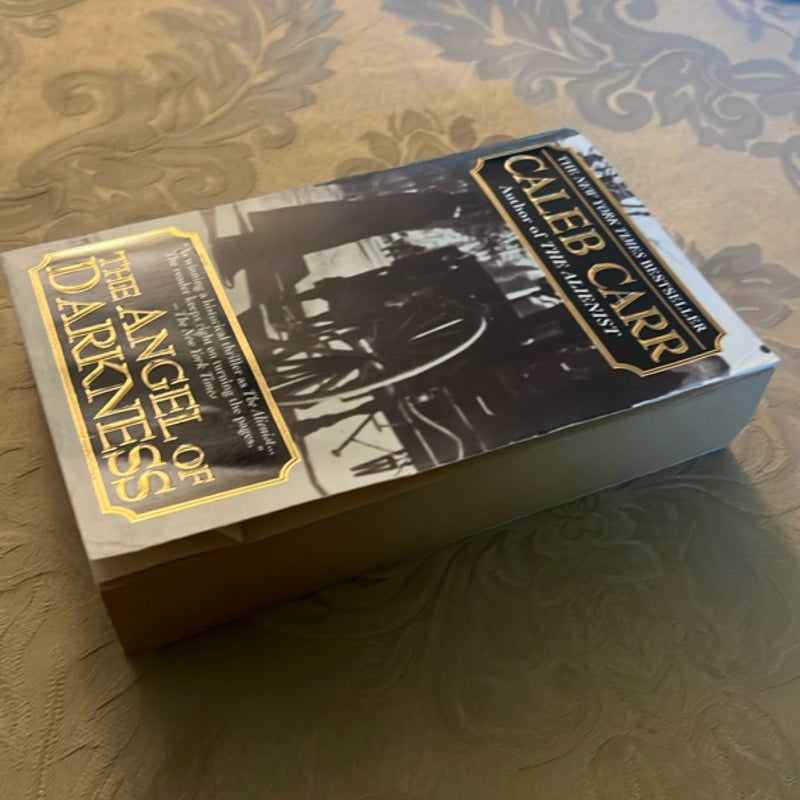 THE NEW YORK TIMES BESTSELLER
CALEB CARR
Author of THE ALIENIST
"As winning a historical thriller as The Alienist...
The reader keeps right on turning the pages."
—The New York Times
THE ANGEL OF
DARKNESS